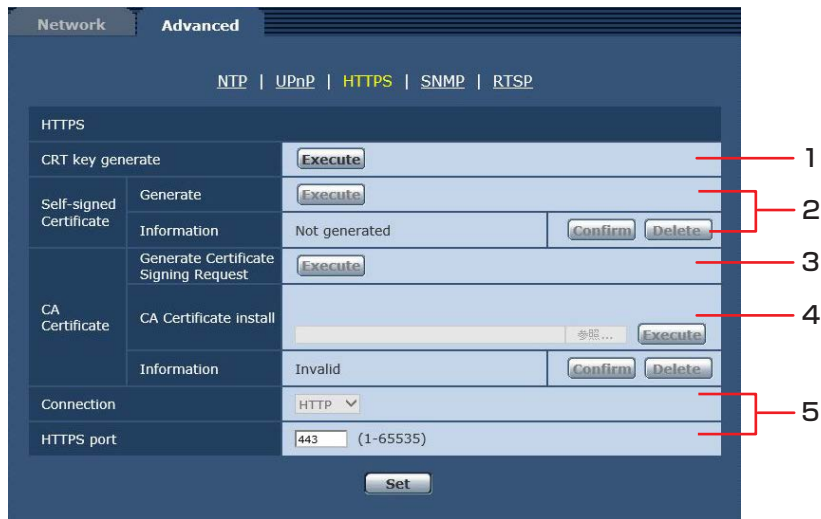 Network Advanced
NTP | UPnP | HTTPS | SNMP | RTSP
HTTPS
CRT key generate Execute 1
Self-signed Certificate
Generate Execute
2
Information Not generated Confirm Delete
CA Certificate
Generate Certificate Signing Request Execute 3
CA Certificate install 参照... Execute 4
Information Invalid Confirm Delete
Connection HTTP
5
HTTPS port 443 (1-65535)
Set